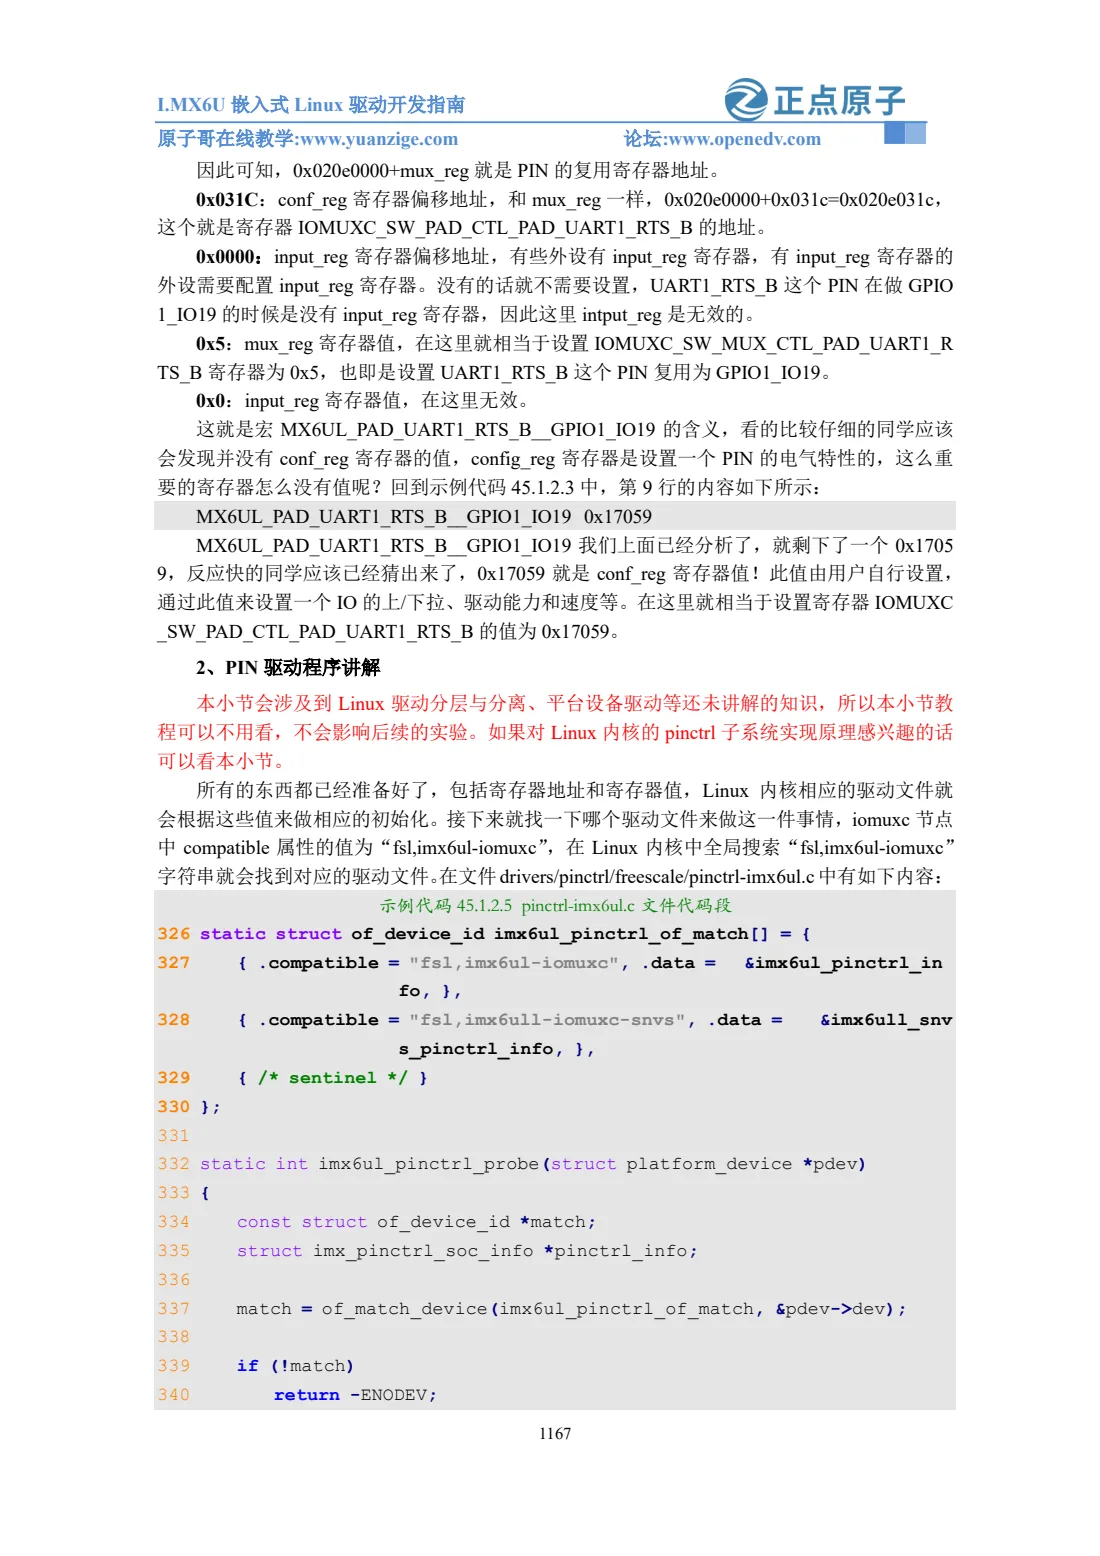 I.MX6U 嵌入式 Linux 驱动开发指南
正点原子
原子哥在线教学:www.yuanzige.com 论坛:www.openedv.com
因此可知，0x020e0000+mux_reg 就是 PIN 的复用寄存器地址。
0x031C：conf_reg 寄存器偏移地址，和 mux_reg 一样，0x020e0000+0x031c=0x020e031c，
这个就是寄存器 IOMUXC_SW_PAD_CTL_PAD_UART1_RTS_B 的地址。
0x0000：input_reg 寄存器偏移地址，有些外设有 input_reg 寄存器，有 input_reg 寄存器的
外设需要配置 input_reg 寄存器。没有的话就不需要设置，UART1_RTS_B 这个 PIN 在做 GPIO
1_IO19 的时候是没有 input_reg 寄存器，因此这里 intput_reg 是无效的。
0x5：mux_reg 寄存器值，在这里就相当于设置 IOMUXC_SW_MUX_CTL_PAD_UART1_R
TS_B 寄存器为 0x5，也即是设置 UART1_RTS_B 这个 PIN 复用为 GPIO1_IO19。
0x0：input_reg 寄存器值，在这里无效。
这就是宏 MX6UL_PAD_UART1_RTS_B__GPIO1_IO19 的含义，看的比较仔细的同学应该
会发现并没有 conf_reg 寄存器的值，config_reg 寄存器是设置一个 PIN 的电气特性的，这么重
要的寄存器怎么没有值呢？回到示例代码 45.1.2.3 中，第 9 行的内容如下所示：
MX6UL_PAD_UART1_RTS_B__GPIO1_IO19 0x17059
MX6UL_PAD_UART1_RTS_B__GPIO1_IO19 我们上面已经分析了，就剩下了一个 0x1705
9，反应快的同学应该已经猜出来了，0x17059 就是 conf_reg 寄存器值！此值由用户自行设置，
通过此值来设置一个 IO 的上/下拉、驱动能力和速度等。在这里就相当于设置寄存器 IOMUXC
_SW_PAD_CTL_PAD_UART1_RTS_B 的值为 0x17059。
2、PIN 驱动程序讲解
本小节会涉及到 Linux 驱动分层与分离、平台设备驱动等还未讲解的知识，所以本小节教
程可以不用看，不会影响后续的实验。如果对 Linux 内核的 pinctrl 子系统实现原理感兴趣的话
可以看本小节。
所有的东西都已经准备好了，包括寄存器地址和寄存器值，Linux 内核相应的驱动文件就
会根据这些值来做相应的初始化。接下来就找一下哪个驱动文件来做这一件事情，iomuxc 节点
中 compatible 属性的值为“fsl,imx6ul-iomuxc”，在 Linux 内核中全局搜索“fsl,imx6ul-iomuxc”
字符串就会找到对应的驱动文件。在文件 drivers/pinctrl/freescale/pinctrl-imx6ul.c 中有如下内容：
示例代码 45.1.2.5 pinctrl-imx6ul.c 文件代码段
326 static struct of_device_id imx6ul_pinctrl_of_match[] = {
327 { .compatible = "fsl,imx6ul-iomuxc", .data = &imx6ul_pinctrl_in
fo, },
328 { .compatible = "fsl,imx6ull-iomuxc-snvs", .data = &imx6ull_snv
s_pinctrl_info, },
329 { /* sentinel */ }
330 };
331
332 static int imx6ul_pinctrl_probe(struct platform_device *pdev)
333 {
334 const struct of_device_id *match;
335 struct imx_pinctrl_soc_info *pinctrl_info;
336
337 match = of_match_device(imx6ul_pinctrl_of_match, &pdev->dev);
338
339 if (!match)
340 return -ENODEV;
1167